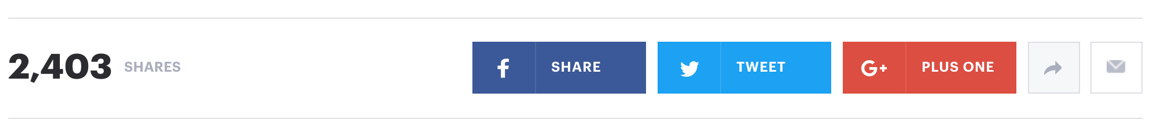 2,403 SHARES SHARE TWEET G+ PLUS ONE